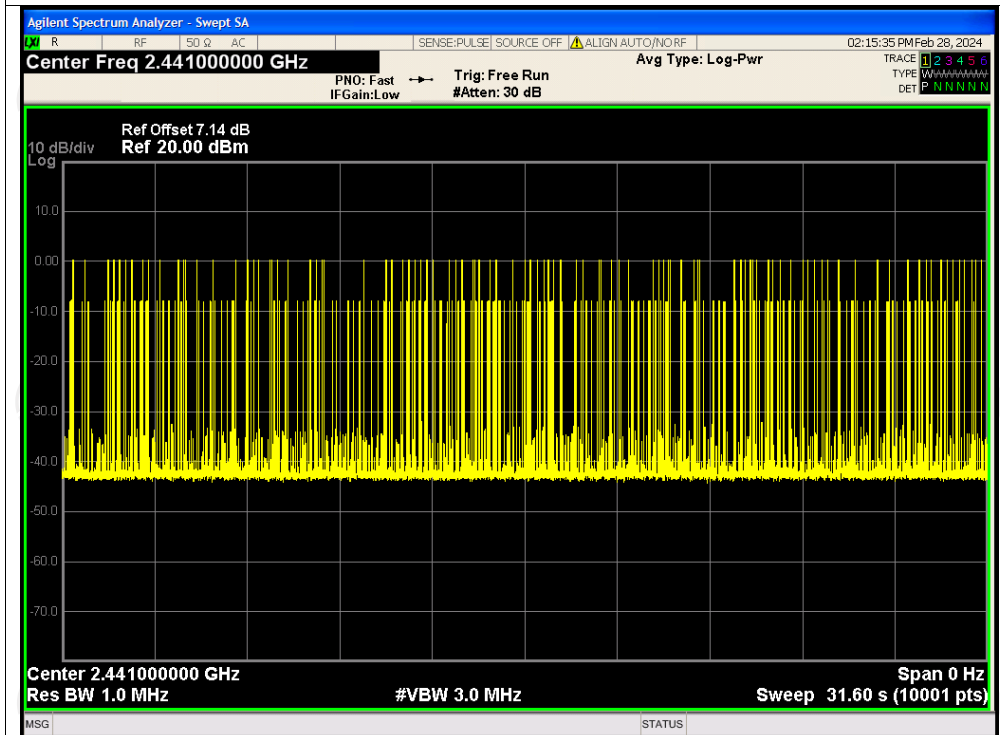 Agilent Spectrum Analyzer - Swept SA
LXI R RF 50 Ω AC SENSE:PULSE SOURCE OFF ALIGN AUTO/NO RF 02:15:35 PM Feb 28, 2024
Center Freq 2.441000000 GHz Avg Type: Log-Pwr TRACE 1 2 3 4 5 6
PNO: Fast Trig: Free Run TYPE W
IFGain:Low #Atten: 30 dB DET P N N N N N
Ref Offset 7.14 dB
10 dB/div Ref 20.00 dBm
Log
10.0
0.00
-10.0
-20.0
-30.0
-40.0
-50.0
-60.0
-70.0
Center 2.441000000 GHz Span 0 Hz
Res BW 1.0 MHz #VBW 3.0 MHz Sweep 31.60 s (10001 pts)
MSG STATUS